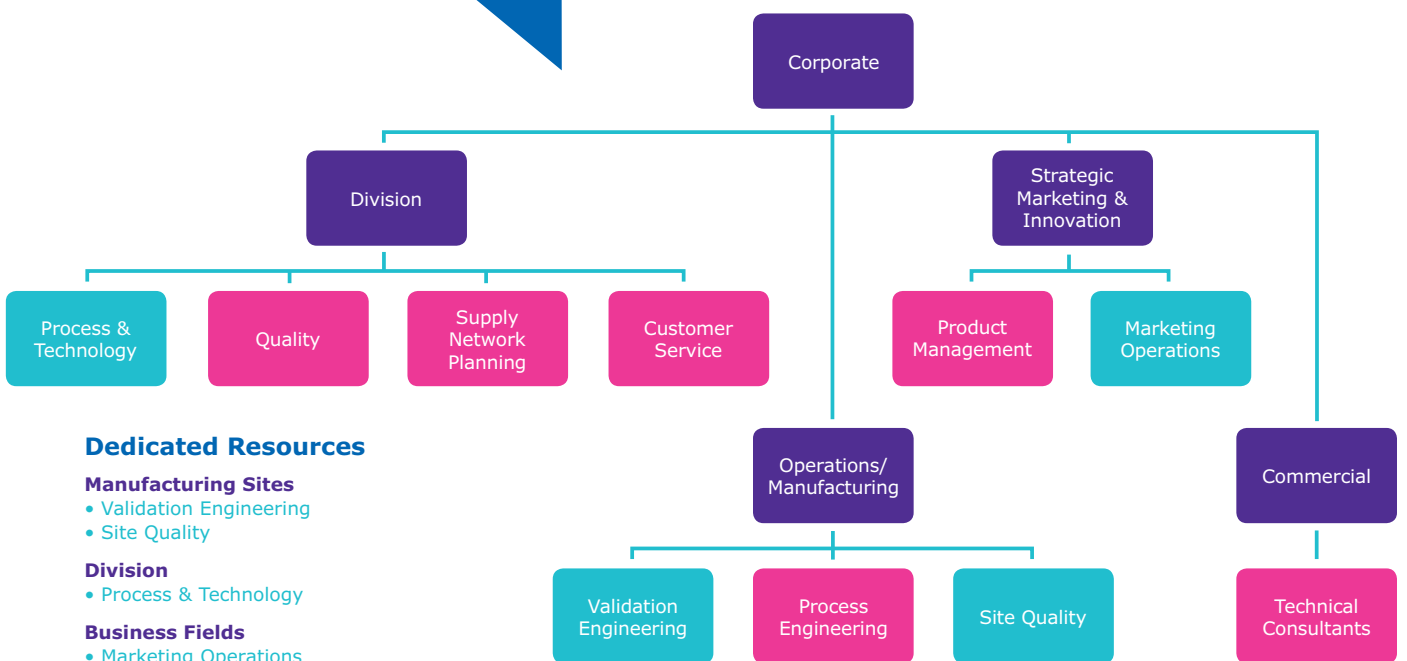 Corporate
Division
Strategic
Marketing &
Innovation
Process &
Technology
Quality
Supply
Network
Planning
Customer
Service
Product
Management
Marketing
Operations
Dedicated Resources
Manufacturing Sites
• Validation Engineering
• Site Quality
Division
• Process & Technology
Business Fields
• Marketing Operations
Operations/
Manufacturing
Commercial
Validation
Engineering
Process
Engineering
Site Quality
Technical
Consultants